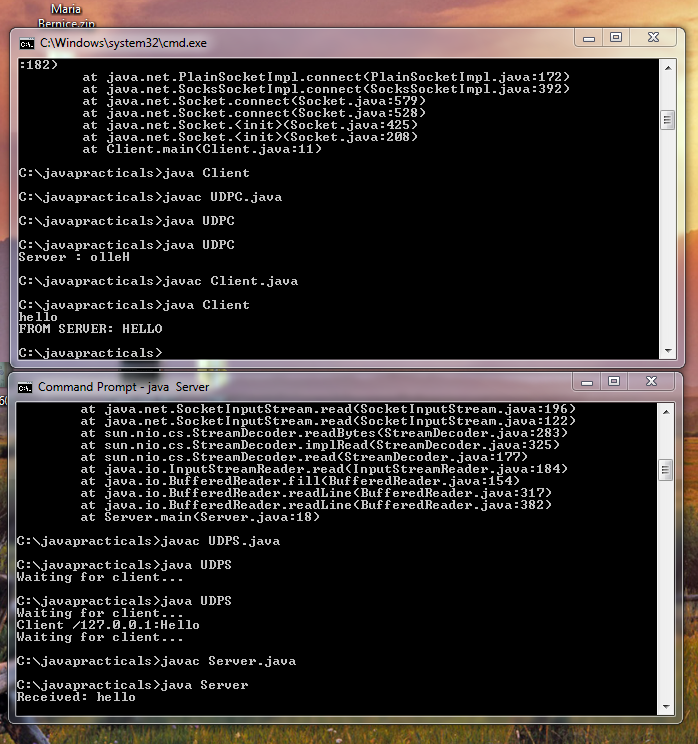 Maria
Bernice.zip
C:\Windows\system32\cmd.exe
:182)
at java.net.PlainSocketImpl.connect(PlainSocketImpl.java:172)
at java.net.SocksSocketImpl.connect(SocksSocketImpl.java:392)
at java.net.Socket.connect(Socket.java:579)
at java.net.Socket.connect(Socket.java:528)
at java.net.Socket.<init>(Socket.java:425)
at java.net.Socket.<init>(Socket.java:208)
at Client.main(Client.java:11)
C:\javapracticals>java Client
C:\javapracticals>javac UDPC.java
C:\javapracticals>java UDPC
C:\javapracticals>java UDPC
Server : olleH
C:\javapracticals>javac Client.java
C:\javapracticals>java Client
hello
FROM SERVER: HELLO
C:\javapracticals>
Command Prompt - java  Server
at java.net.SocketInputStream.read(SocketInputStream.java:196)
at java.net.SocketInputStream.read(SocketInputStream.java:122)
at sun.nio.cs.StreamDecoder.readBytes(StreamDecoder.java:283)
at sun.nio.cs.StreamDecoder.implRead(StreamDecoder.java:325)
at sun.nio.cs.StreamDecoder.read(StreamDecoder.java:177)
at java.io.InputStreamReader.read(InputStreamReader.java:184)
at java.io.BufferedReader.fill(BufferedReader.java:154)
at java.io.BufferedReader.readLine(BufferedReader.java:317)
at java.io.BufferedReader.readLine(BufferedReader.java:382)
at Server.main(Server.java:18)
C:\javapracticals>javac UDPS.java
C:\javapracticals>java UDPS
Waiting for client...
C:\javapracticals>java UDPS
Waiting for client...
Client /127.0.0.1:Hello
Waiting for client...
C:\javapracticals>javac Server.java
C:\javapracticals>java Server
Received: hello